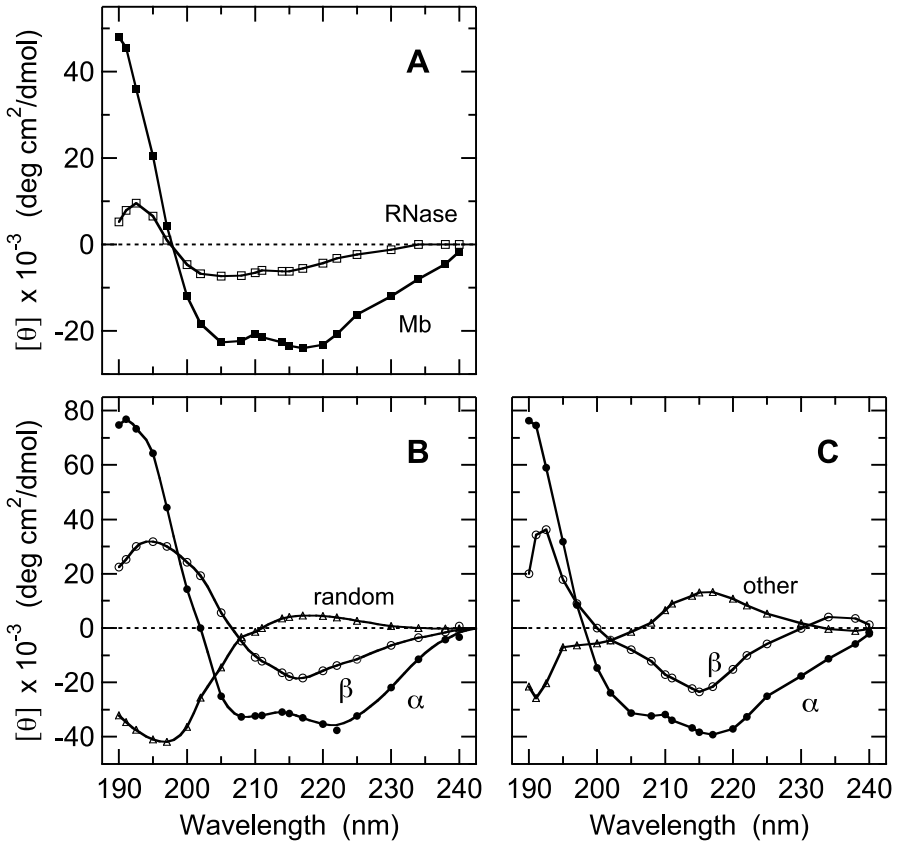 A
[θ] x 10⁻³ (deg cm²/dmol)
40
20
0
-20
RNase
Mb
B
[θ] x 10⁻³ (deg cm²/dmol)
80
60
40
20
0
-20
-40
random
β
α
190 200 210 220 230 240
Wavelength (nm)
C
other
β
α
190 200 210 220 230 240
Wavelength (nm)